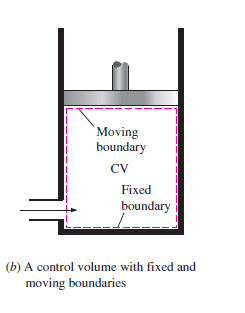 Moving
boundary
CV
Fixed
boundary
(b) A control volume with fixed and
moving boundaries